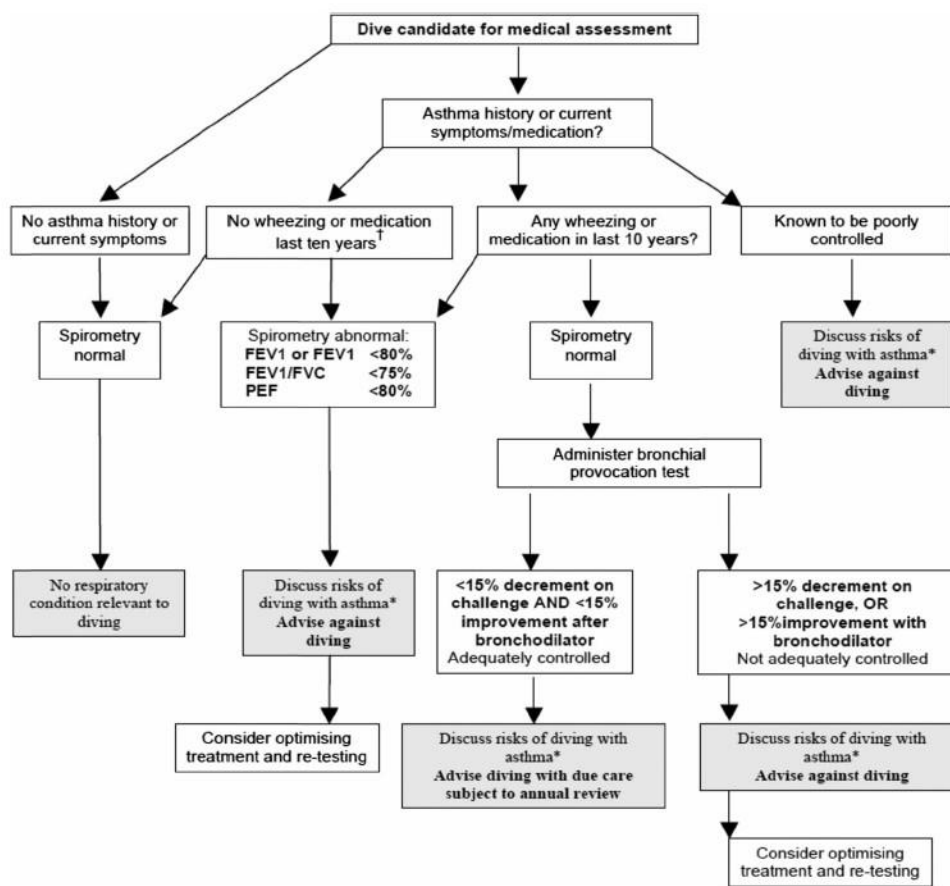 Dive candidate for medical assessment
Asthma history or current
symptoms/medication?
No asthma history or
current symptoms
No wheezing or medication
last ten years†
Any wheezing or
medication in last 10 years?
Known to be poorly
controlled
Spirometry
normal
Spirometry abnormal:
FEV1 or FEV1 <80%
FEV1/FVC <75%
PEF <80%
Spirometry
normal
Discuss risks of
diving with asthma*
Advise against
diving
Administer bronchial
provocation test
No respiratory
condition relevant to
diving
Discuss risks of
diving with asthma*
Advise against
diving
<15% decrement on
challenge AND <15%
improvement after
bronchodilator
Adequately controlled
>15% decrement on
challenge, OR
>15%improvement with
bronchodilator
Not adequately controlled
Consider optimising
treatment and re-testing
Discuss risks of diving with
asthma*
Advise diving with due care
subject to annual review
Discuss risks of diving with
asthma*
Advise against diving
Consider optimising
treatment and re-testing